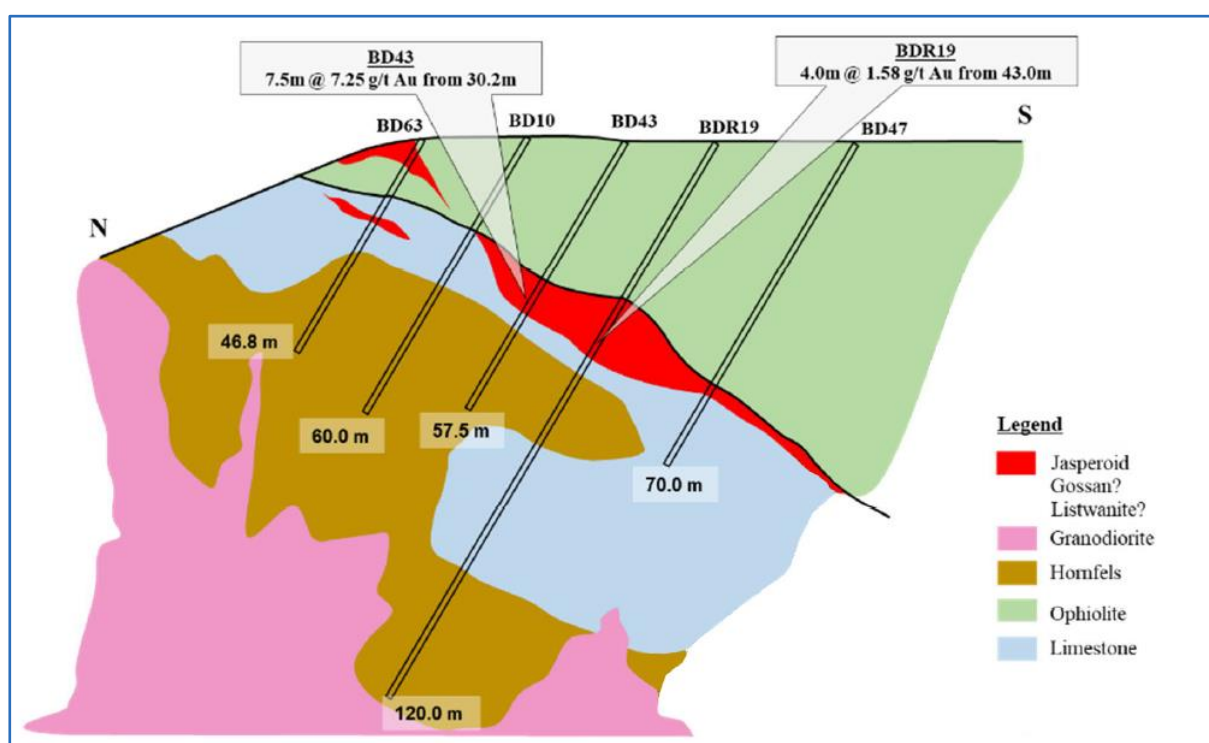 BD43
7.5m @ 7.25 g/t Au from 30.2m
BDR19
4.0m @ 1.58 g/t Au from 43.0m
S
BD63
BD10
BD43
BDR19
BD47
N
46.8 m
60.0 m
57.5 m
70.0 m
120.0 m
Legend
Jasperoid
Gossan?
Listwanite?
Granodiorite
Hornfels
Ophiolite
Limestone